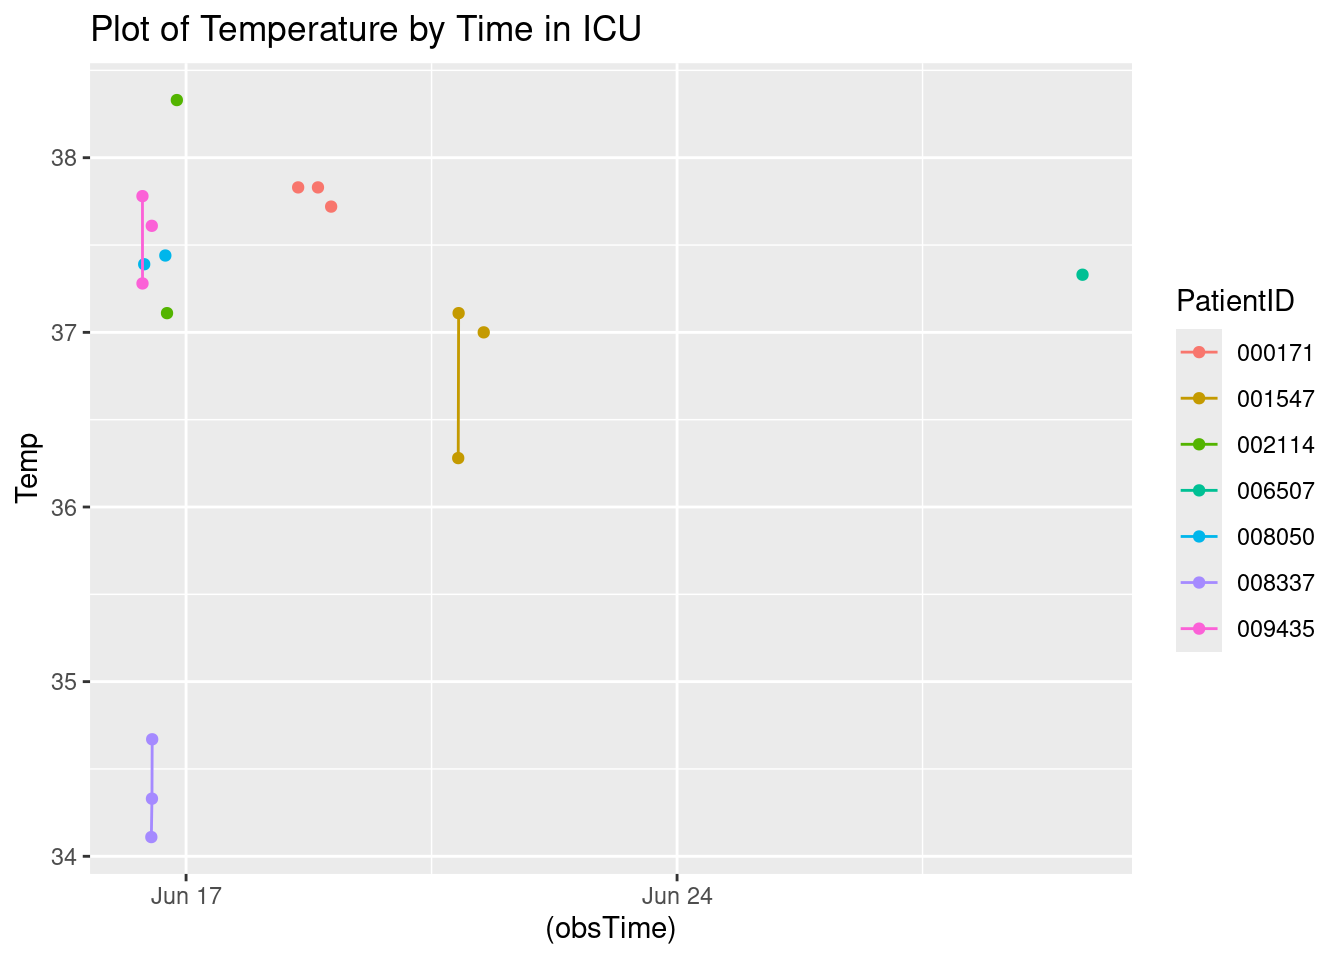 Plot of Temperature by Time in ICU
38
37
36
35
34
Temp
Jun 17
Jun 24
(obsTime)
PatientID
000171
001547
002114
006507
008050
008337
009435